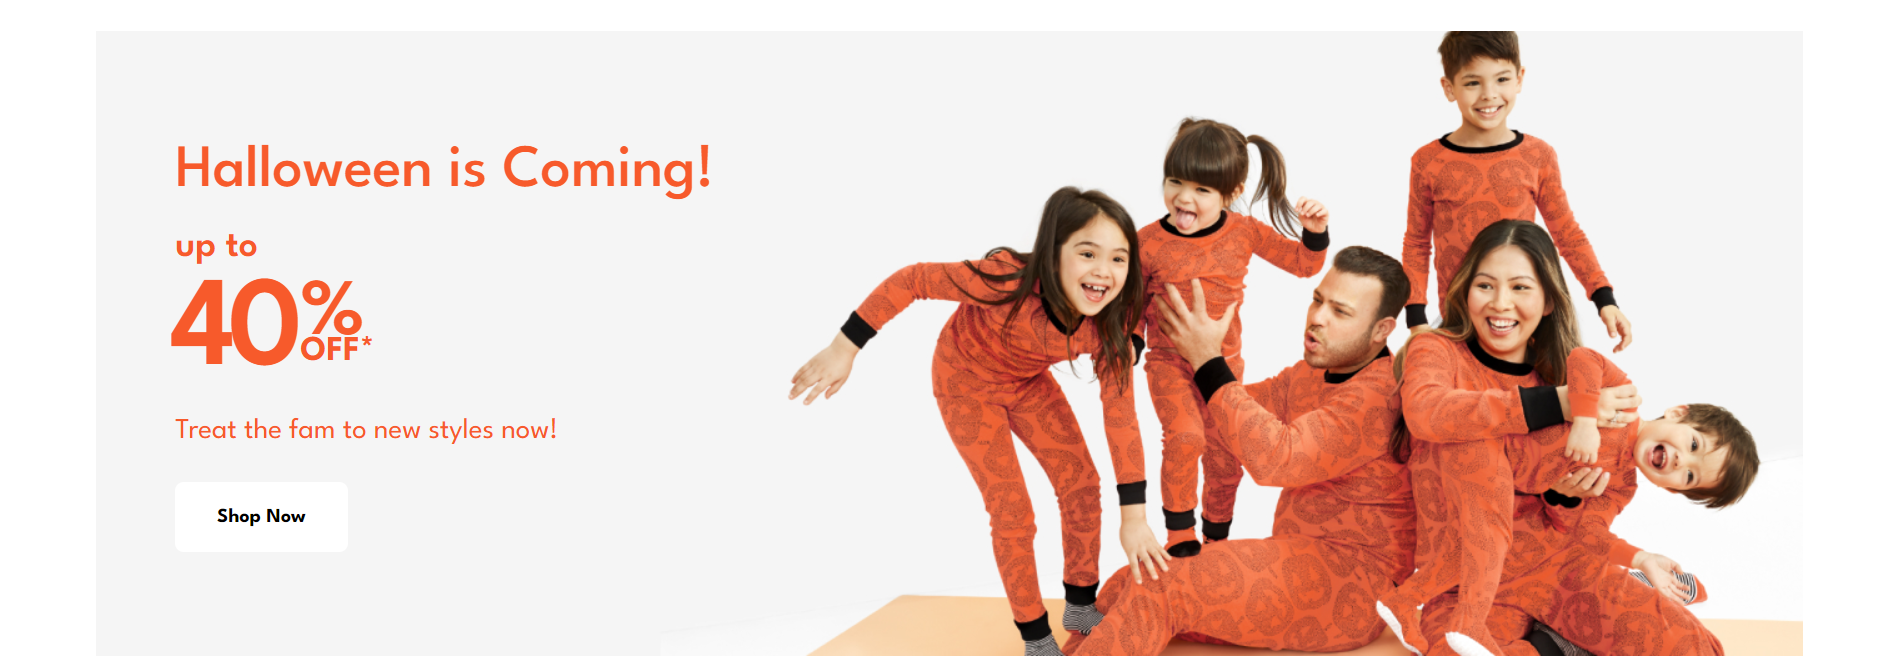 Halloween is Coming!
up to
40%
OFF*
Treat the fam to new styles now!
Shop Now